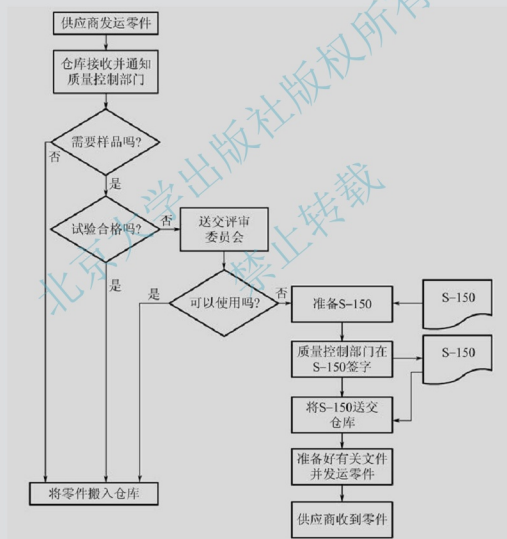 供应商发运零件
仓库接收并通知
质量控制部门
需要样品吗?
否
是
试验合格吗?
否
送交评审
委员会
是
是
可以使用吗?
否
准备S-150
S-150
质量控制部门在
S-150签字
S-150
将S-150送交
仓库
准备好有关文件
并发运零件
将零件搬入仓库
供应商收到零件
北京大学出版社版权所有
禁止转载